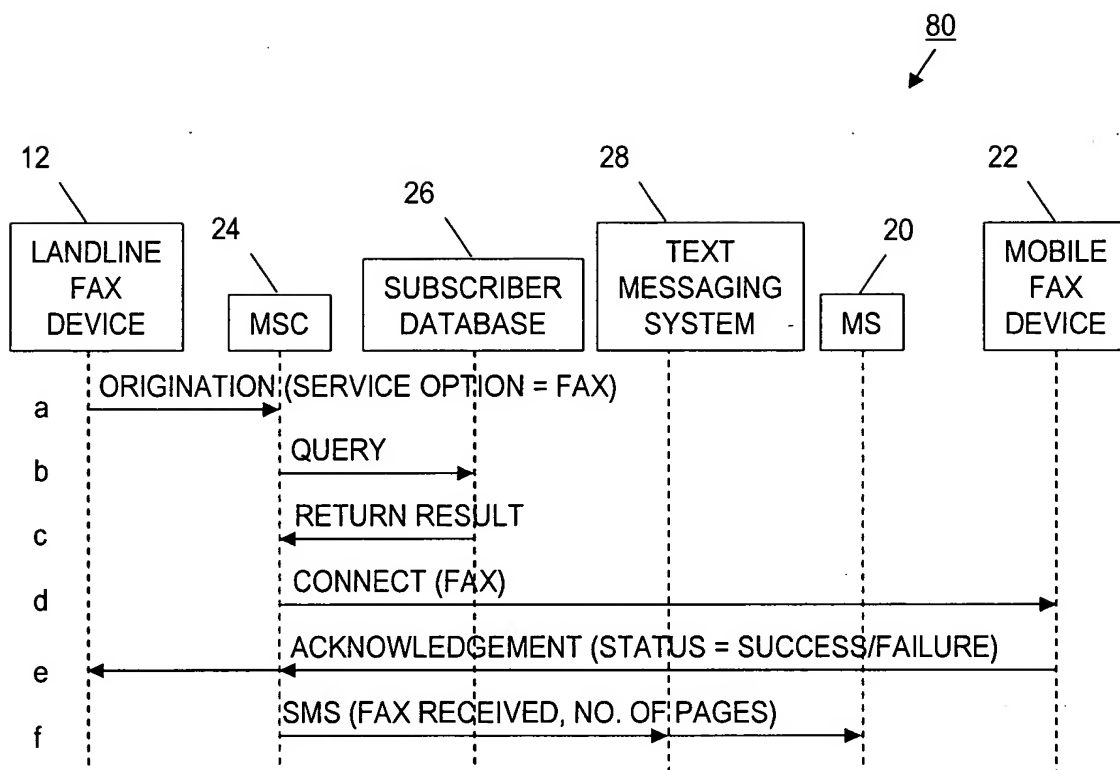 80
12
28
22
26
24
20
LANDLINE
FAX
DEVICE
MSC
SUBSCRIBER
DATABASE
TEXT
MESSAGING
SYSTEM
MS
MOBILE
FAX
DEVICE
a ORIGINATION (SERVICE OPTION = FAX)
b QUERY
c RETURN RESULT
d CONNECT (FAX)
e ACKNOWLEDGEMENT (STATUS = SUCCESS/FAILURE)
f SMS (FAX RECEIVED, NO. OF PAGES)